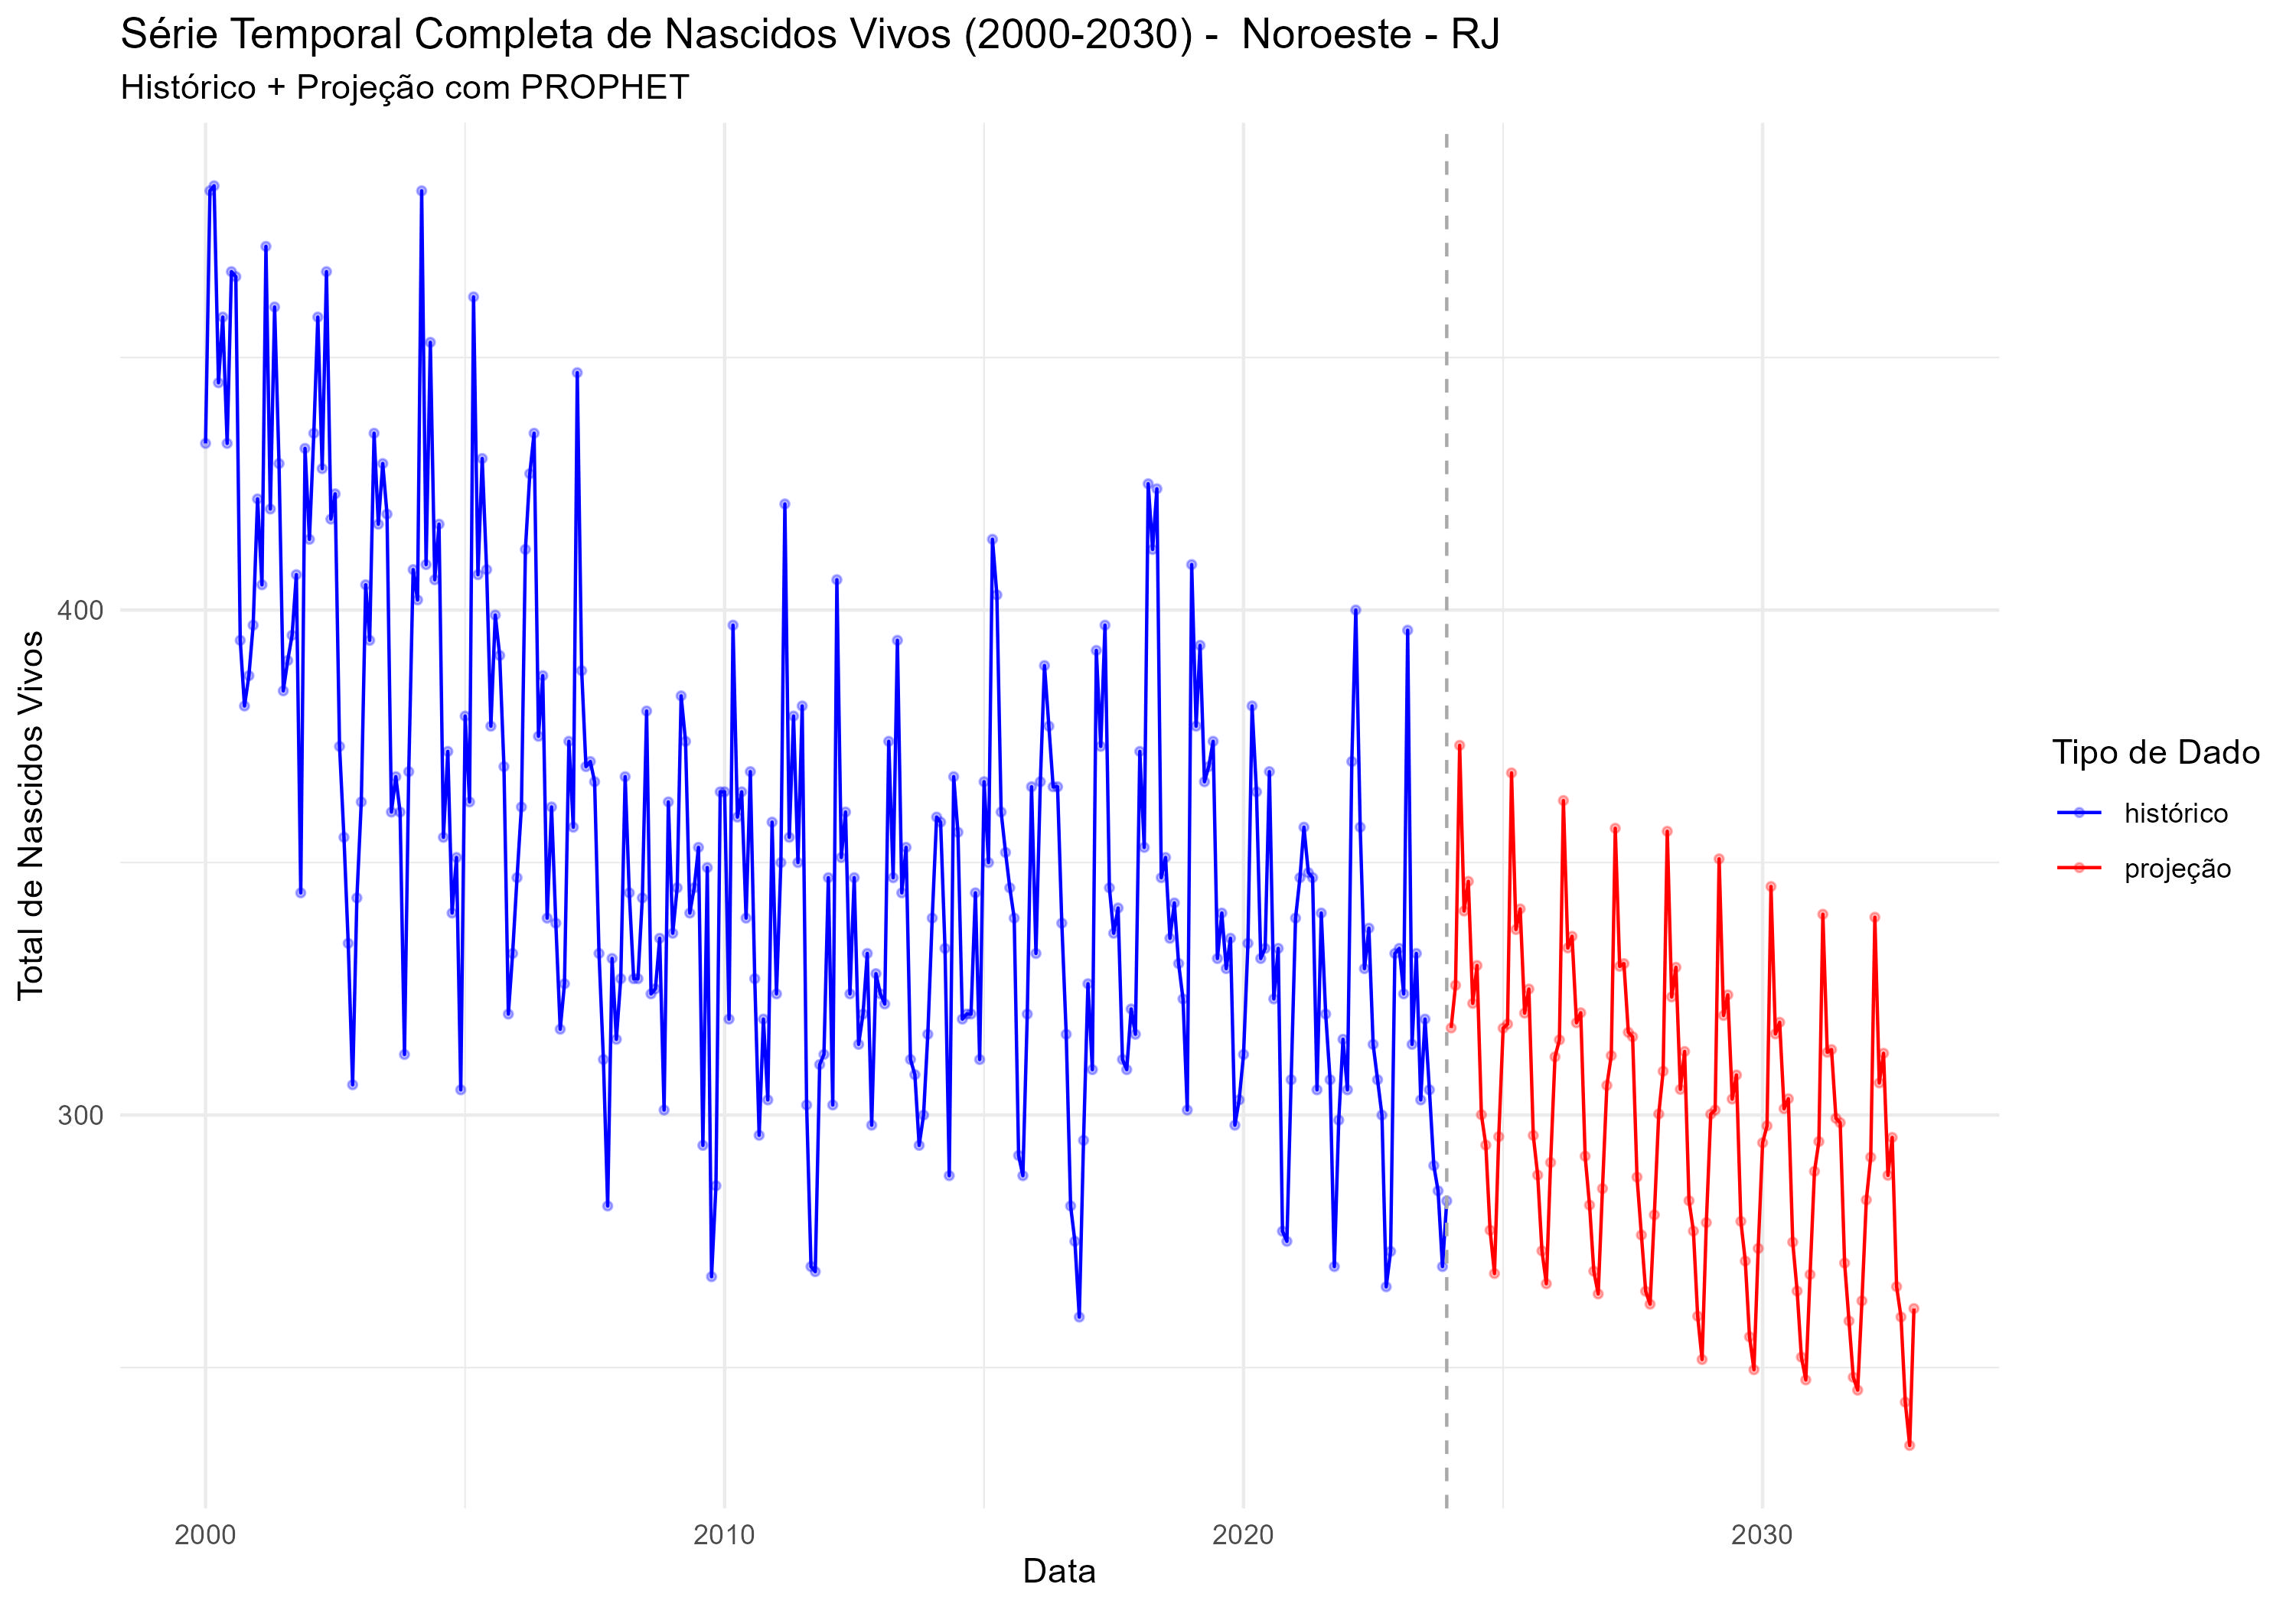 Série Temporal Completa de Nascidos Vivos (2000-2030) -  Noroeste - RJ
Histórico + Projeção com PROPHET
Total de Nascidos Vivos
400
300
2000
2010
2020
2030
Data
Tipo de Dado
histórico
projeção